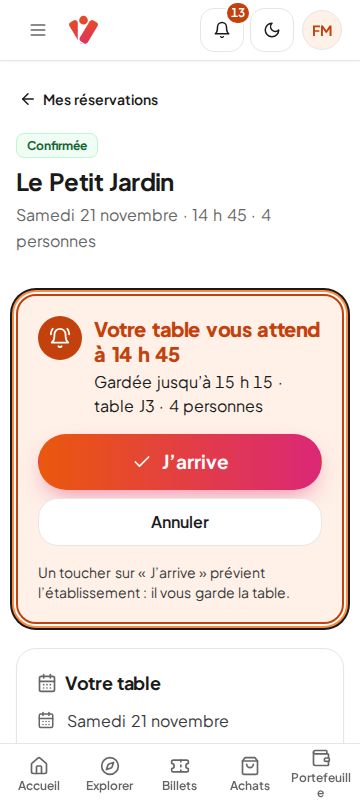 13
FM
Mes réservations
Confirmée
Le Petit Jardin
Samedi 21 novembre · 14 h 45 · 4
personnes
Votre table vous attend
à 14 h 45
Gardée jusqu’à 15 h 15 ·
table J3 · 4 personnes
J’arrive
Annuler
Un toucher sur « J’arrive » prévient
l’établissement : il vous garde la table.
Votre table
Samedi 21 novembre
Accueil
Explorer
Billets
Achats
Portefeuill
e